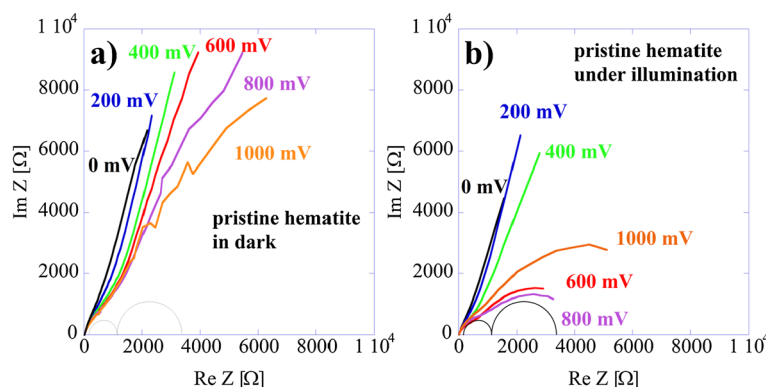 1 10⁴
8000
6000
4000
2000
0
Im Z [Ω]
a)
0 mV
200 mV
400 mV
600 mV
800 mV
1000 mV
pristine hematite
in dark
0 2000 4000 6000 8000 1 10⁴
Re Z [Ω]
1 10⁴
8000
6000
4000
2000
0
Im Z [Ω]
b)
pristine hematite
under illumination
200 mV
400 mV
0 mV
1000 mV
600 mV
800 mV
0 2000 4000 6000 8000 1 10⁴
Re Z [Ω]